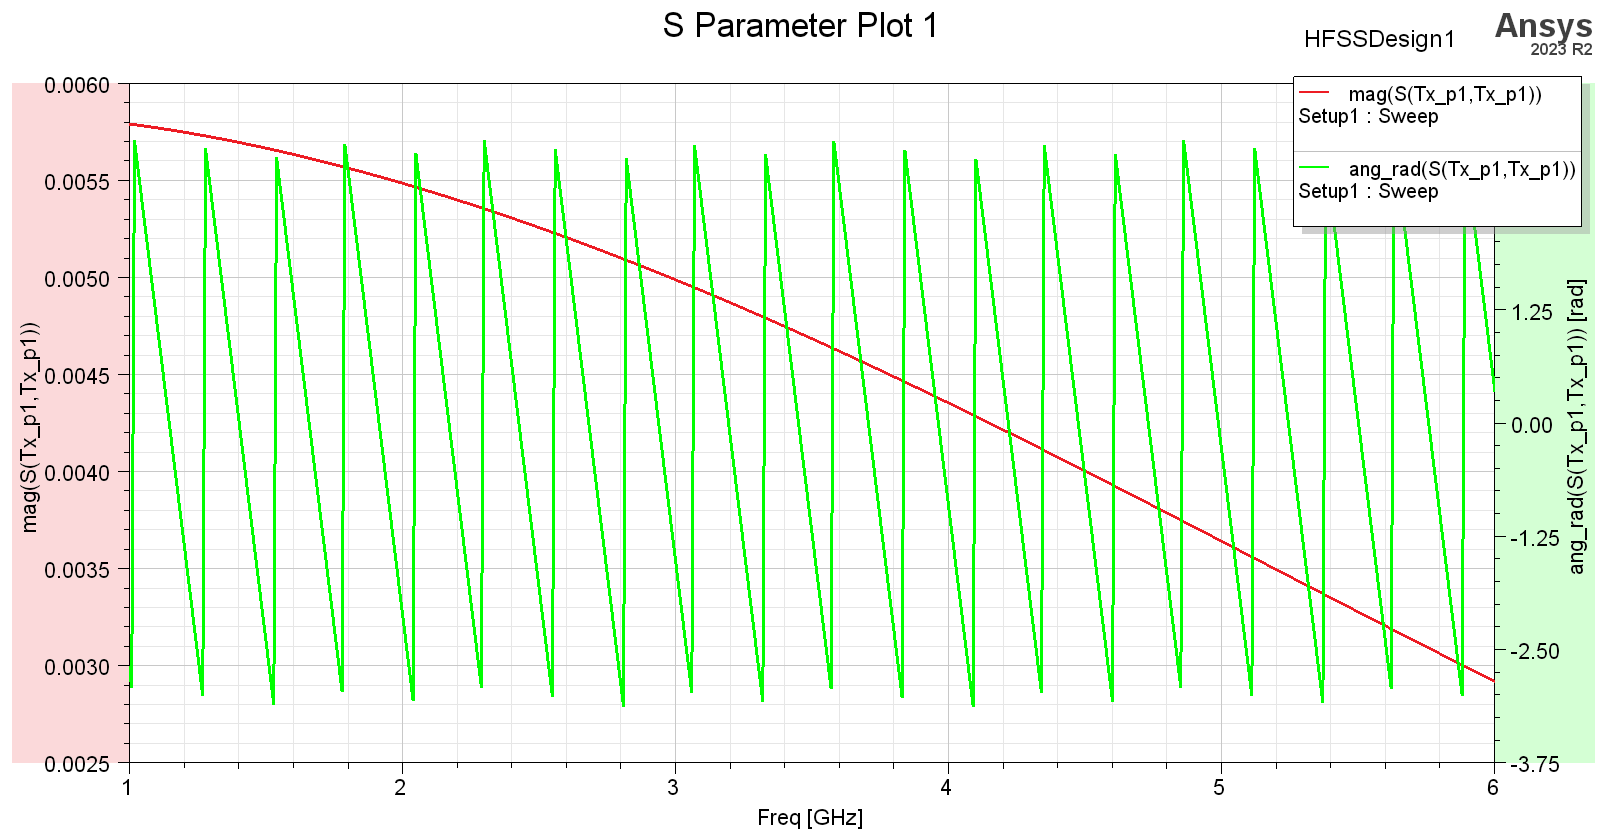 S Parameter Plot 1
HFSSDesign1
Ansys
2023 R2
mag(S(Tx_p1,Tx_p1))
Setup1 : Sweep
ang_rad(S(Tx_p1,Tx_p1))
Setup1 : Sweep
mag(S(Tx_p1,Tx_p1))
0.0060
0.0055
0.0050
0.0045
0.0040
0.0035
0.0030
0.0025
1.25
0.00
-1.25
-2.50
-3.75
ang_rad(S(Tx_p1,Tx_p1)) [rad]
1 2 3 4 5 6
Freq [GHz]